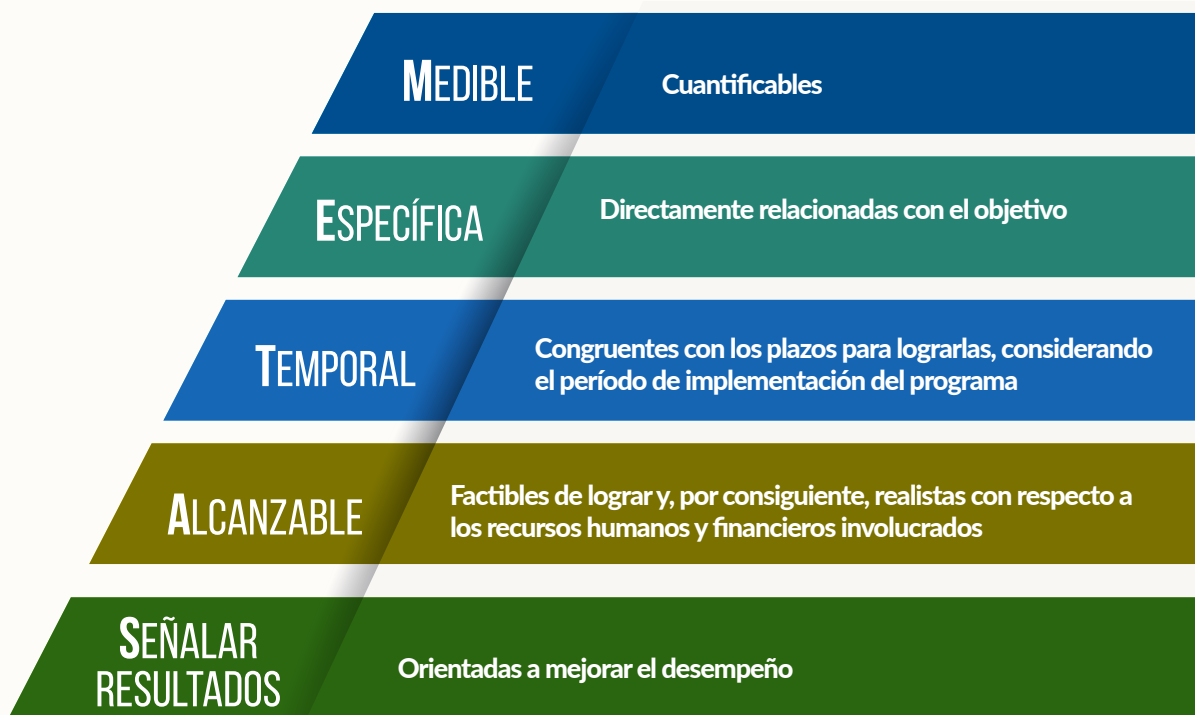 MEDIBLE
Cuantificables
ESPECÍFICA
Directamente relacionadas con el objetivo
TEMPORAL
Congruentes con los plazos para lograrlas, considerando
el período de implementación del programa
ALCANZABLE
Factibles de lograr y, por consiguiente, realistas con respecto a
los recursos humanos y financieros involucrados
SEÑALAR
RESULTADOS
Orientadas a mejorar el desempeño